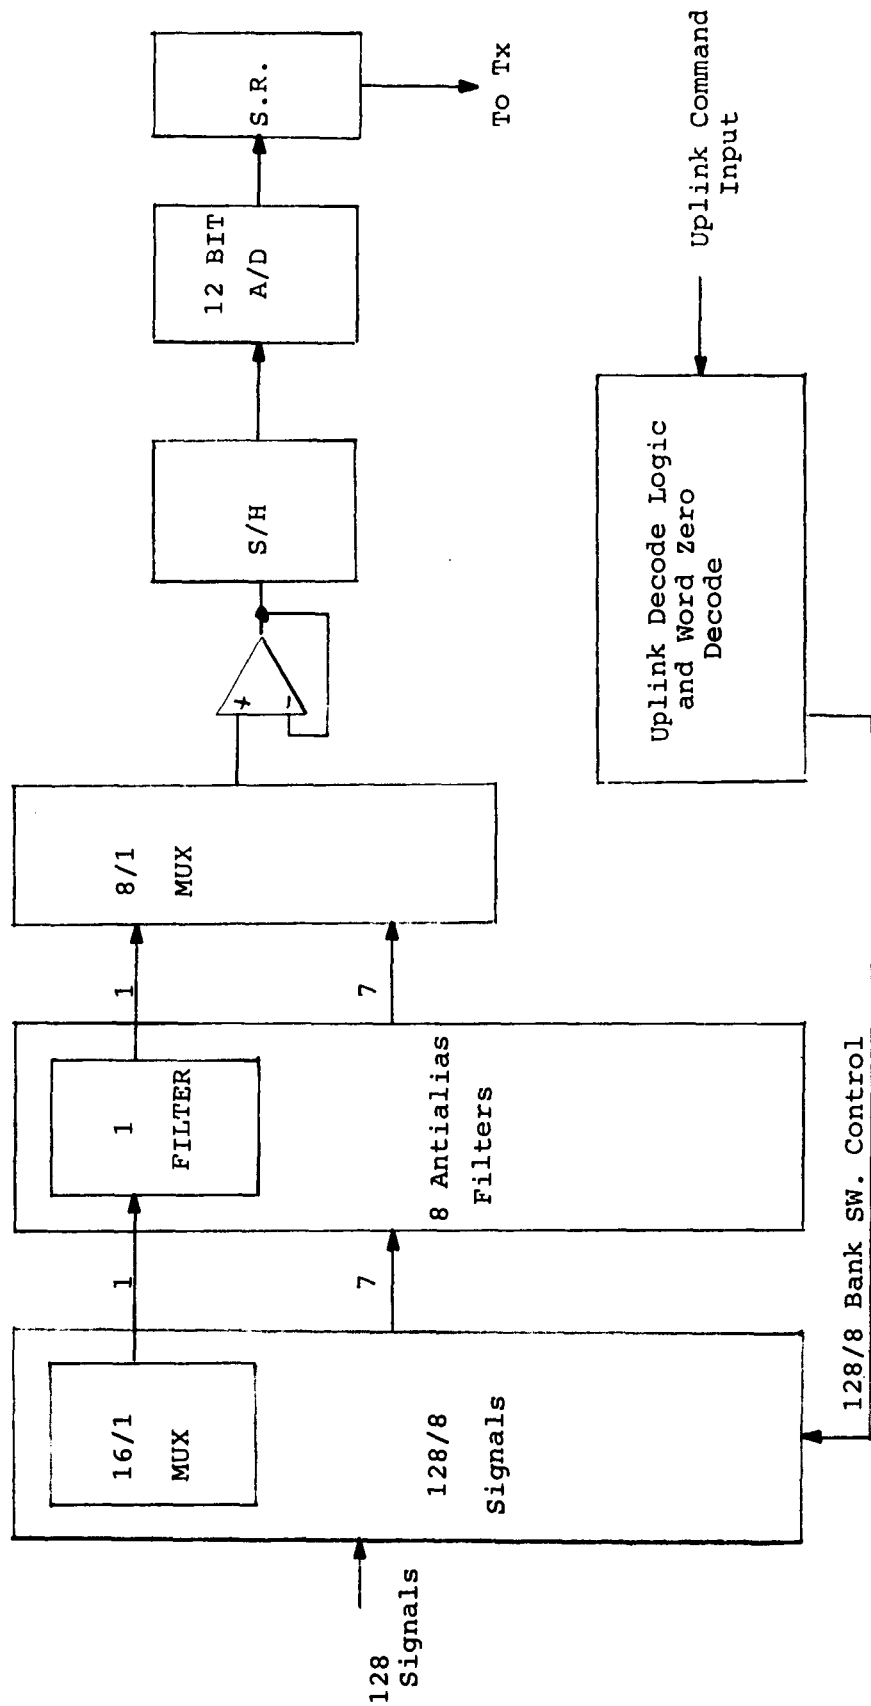 128
Signals
16/1
MUX
128/8
Signals
1
7
1
FILTER
8 Antialias
Filters
1
7
8/1
MUX
+
-
S/H
12 BIT
A/D
S.R.
To Tx
128/8 Bank SW. Control
Uplink Decode Logic
and Word Zero
Decode
Uplink Command
Input